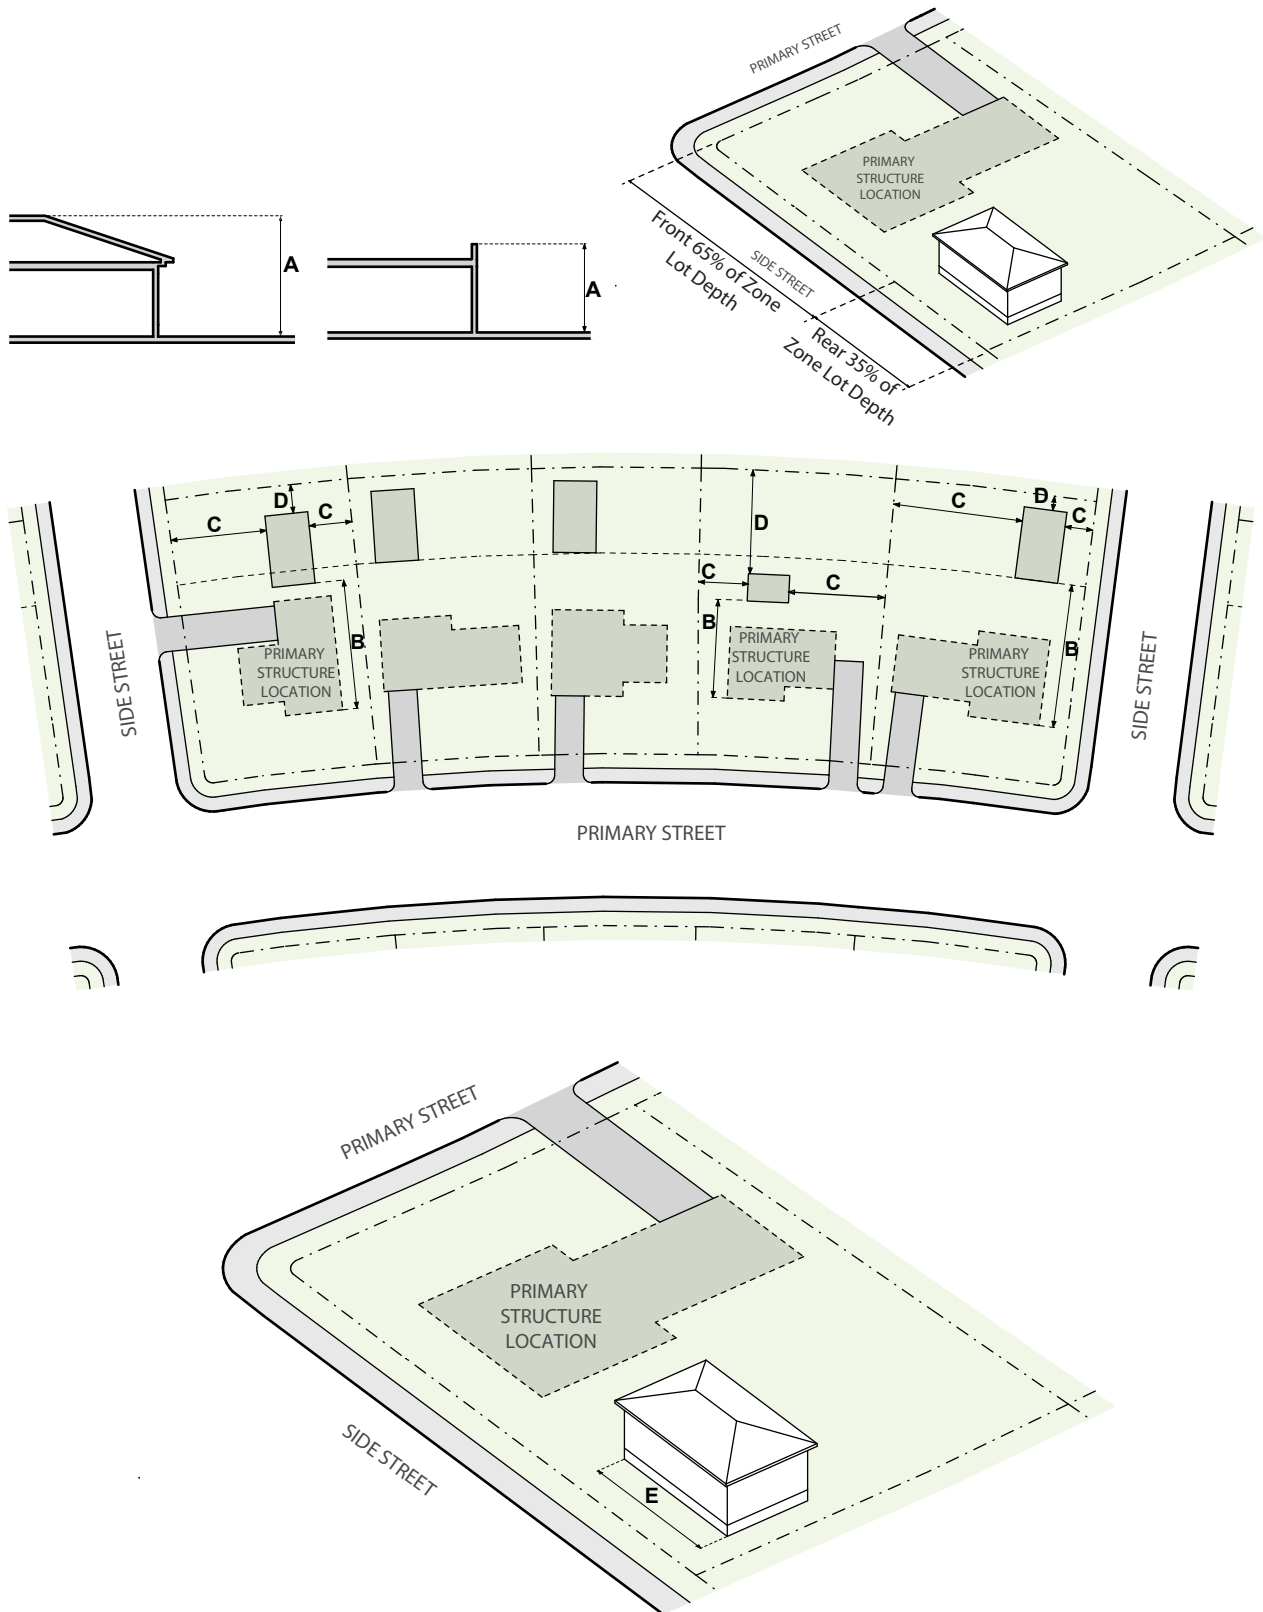 PRIMARY STREET
PRIMARY
STRUCTURE
LOCATION
A
A
Front 65% of Zone
Lot Depth
SIDE STREET
Rear 35% of
Zone Lot Depth
D
C
C
D
C
D
C
C
C
B
B
B
SIDE STREET
PRIMARY
STRUCTURE
LOCATION
PRIMARY
STRUCTURE
LOCATION
PRIMARY
STRUCTURE
LOCATION
SIDE STREET
PRIMARY STREET
PRIMARY STREET
PRIMARY
STRUCTURE
LOCATION
SIDE STREET
E